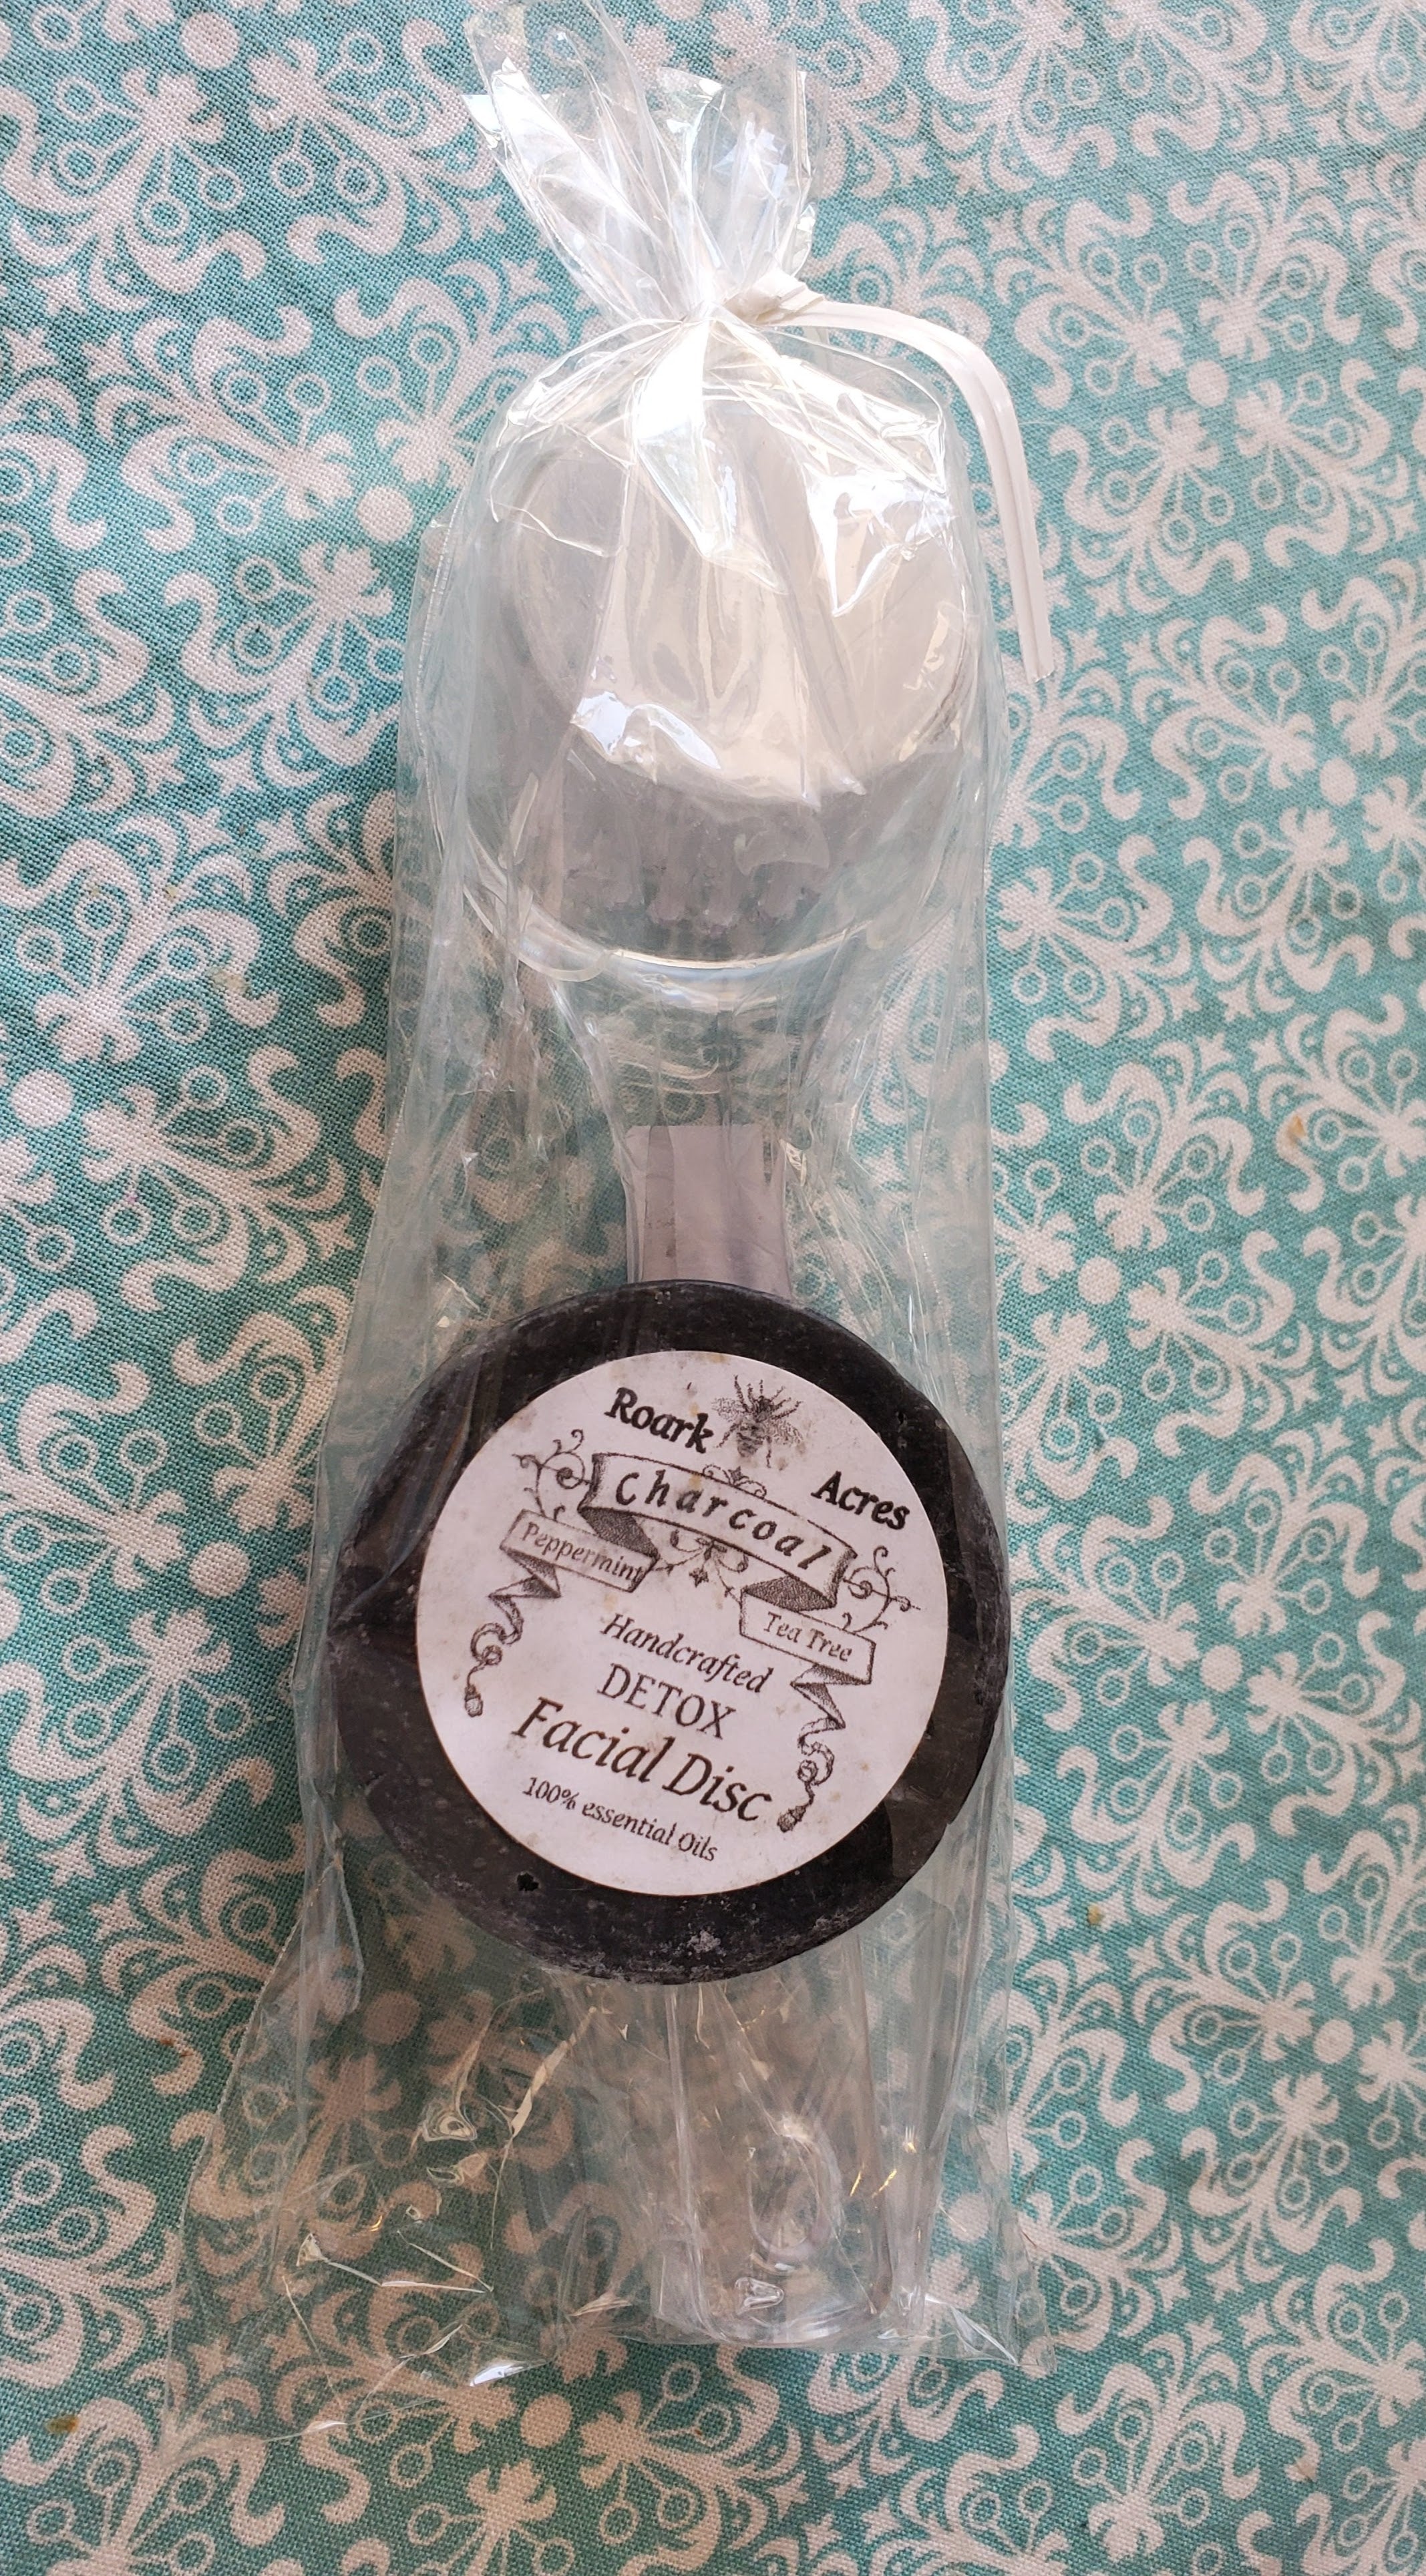 Roark Acres
Charcoal
Peppermint
Tea Tree
Handcrafted
DETOX
Facial Disc
100% essential Oils